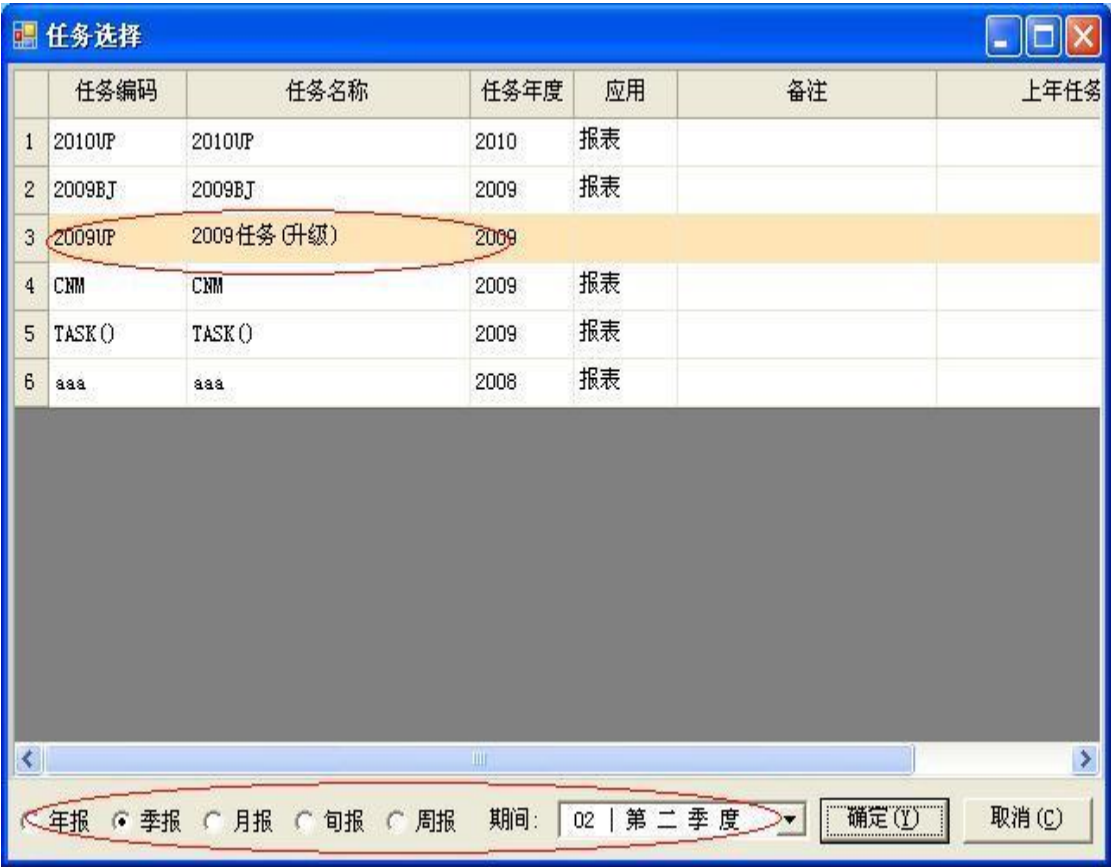 任务选择
任务编码 任务名称 任务年度 应用 备注 上年任务
1 2010UP 2010UP 2010 报表
2 2009BJ 2009BJ 2009 报表
3 2009UP 2009任务(升级) 2009
4 CNM CNM 2009 报表
5 TASK() TASK() 2009 报表
6 aaa aaa 2008 报表
年报 季报 月报 旬报 周报 期间: 02 | 第二季度 确定(Y) 取消(C)